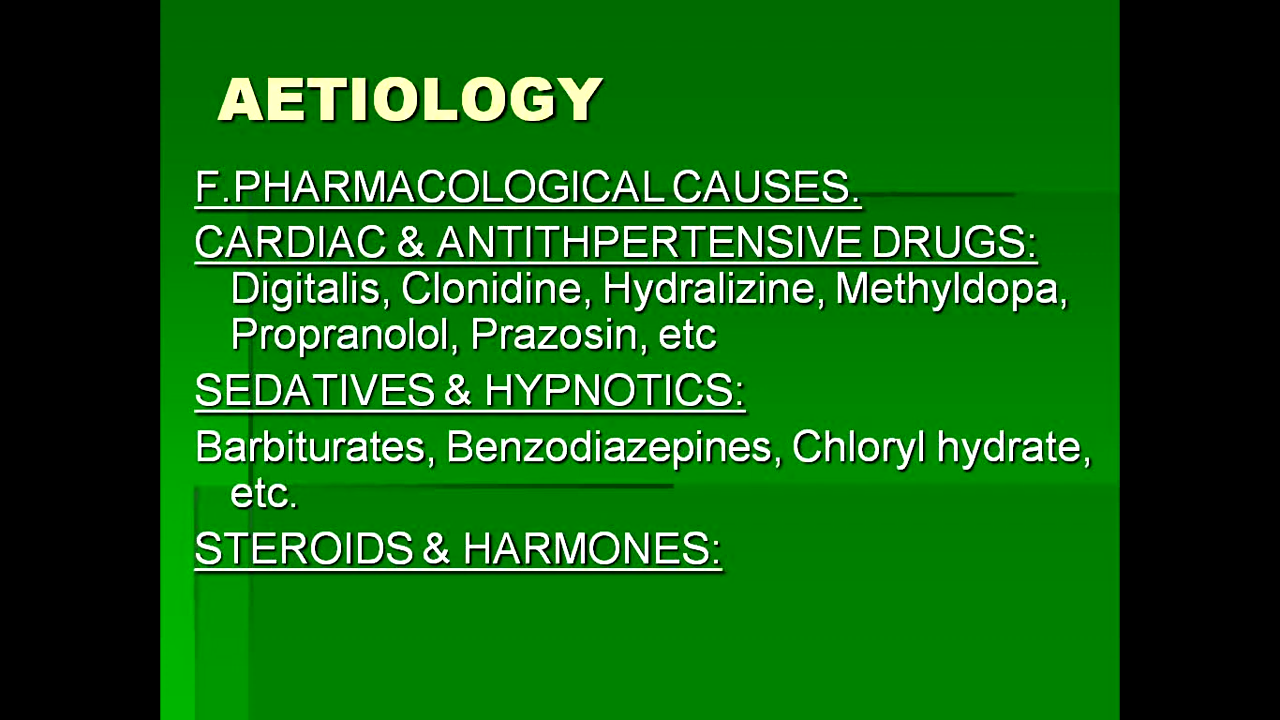 AETIOLOGY
F.PHARMACOLOGICAL CAUSES.
CARDIAC & ANTITHPERTENSIVE DRUGS:
Digitalis, Clonidine, Hydralizine, Methyldopa,
Propranolol, Prazosin, etc
SEDATIVES & HYPNOTICS:
Barbiturates, Benzodiazepines, Chloryl hydrate,
etc.
STEROIDS & HARMONES: